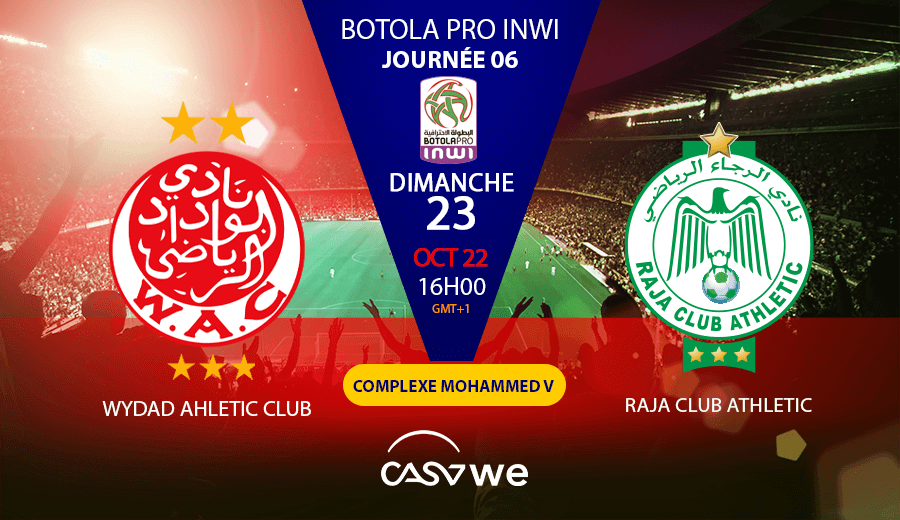 BOTOLA PRO INWI
JOURNÉE 06
البطولة الاحترافية
BOTOLA PRO
inwi
DIMANCHE
23
OCT 22
16H00
GMT+1
COMPLEXE MOHAMMED V
نادي
الوداد
الرياضي
W.A.C
WYDAD AHLETIC CLUB
نادي الرجاء الرياضي
RAJA CLUB ATHLETIC
RAJA CLUB ATHLETIC
CASAwe